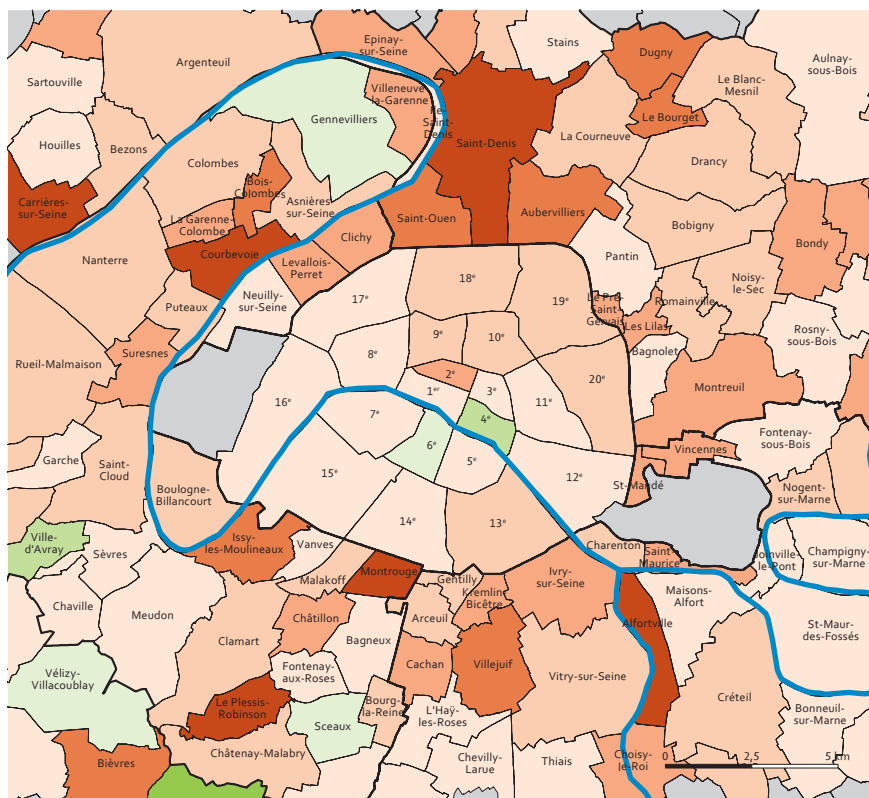 Epinay-
sur-Seine
Stains
Dugny
Aulnay-
sous-Bois
Argenteuil
Sartouville
Villeneuve
la-Garenne
Le Blanc-
Mesnil
Gennevilliers
Île-
Saint-
Denis
Saint-Denis
Le Bourget
La Courneuve
Houilles
Bezons
Colombes
Drancy
Bois-
Colombes
Asnières
sur-Seine
Carrières-
sur-Seine
La Garenne-
Colombe
Saint-Ouen
Aubervilliers
Bobigny
Clichy
Bondy
Nanterre
Courbevoie
Levallois-
Perret
Pantin
Noisy-
le-Sec
Puteaux
Neuilly-
sur-Seine
17e
18e
19e
Le Pré-
Saint-
Gervais
Romainville
Les Lilas
Rosny-
sous-Bois
Rueil-Malmaison
Suresnes
8e
9e
10e
Bagnolet
2e
1er
3e
20e
Montreuil
16e
7e
4e
11e
6e
5e
Vincennes
Fontenay-
sous-Bois
Garche
Saint-
Cloud
15e
12e
St-Mandé
Boulogne-
Billancourt
Nogent-
sur-Marne
14e
13e
Ville-
d'Avray
Sèvres
Issy-
les-Moulineaux
Vanves
Charenton
Saint-
Maurice
Joinville-
le-Pont
Champigny-
sur-Marne
Malakoff
Montrouge
Gentilly
Kremlin
Bicêtre
Ivry-
sur-Seine
Maisons-
Alfort
Chaville
Meudon
Châtillon
Arceuil
Alfortville
St-Maur-
des-Fossés
Clamart
Bagneux
Vélizy-
Villacoublay
Fontenay-
aux-Roses
Cachan
Villejuif
Vitry-sur-Seine
Le Plessis-
Robinson
Sceaux
Bourg-
la-Reine
L'Haÿ-
les-Roses
Créteil
Bonneuil-
sur-Marne
Bièvres
Châtenay-Malabry
Chevilly-
Larue
Thiais
Choisy-
le-Roi
0 2,5 5 km